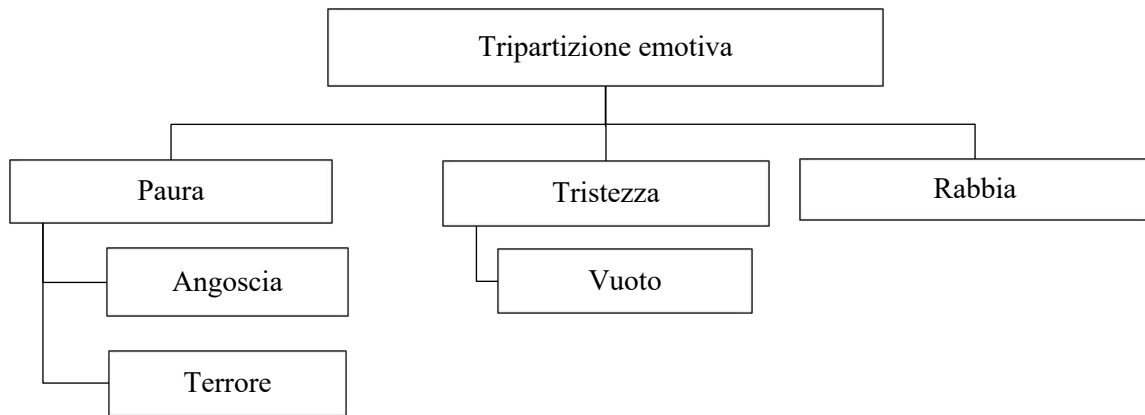 Tripartizione emotiva
Paura
Tristezza
Rabbia
Angoscia
Vuoto
Terrore